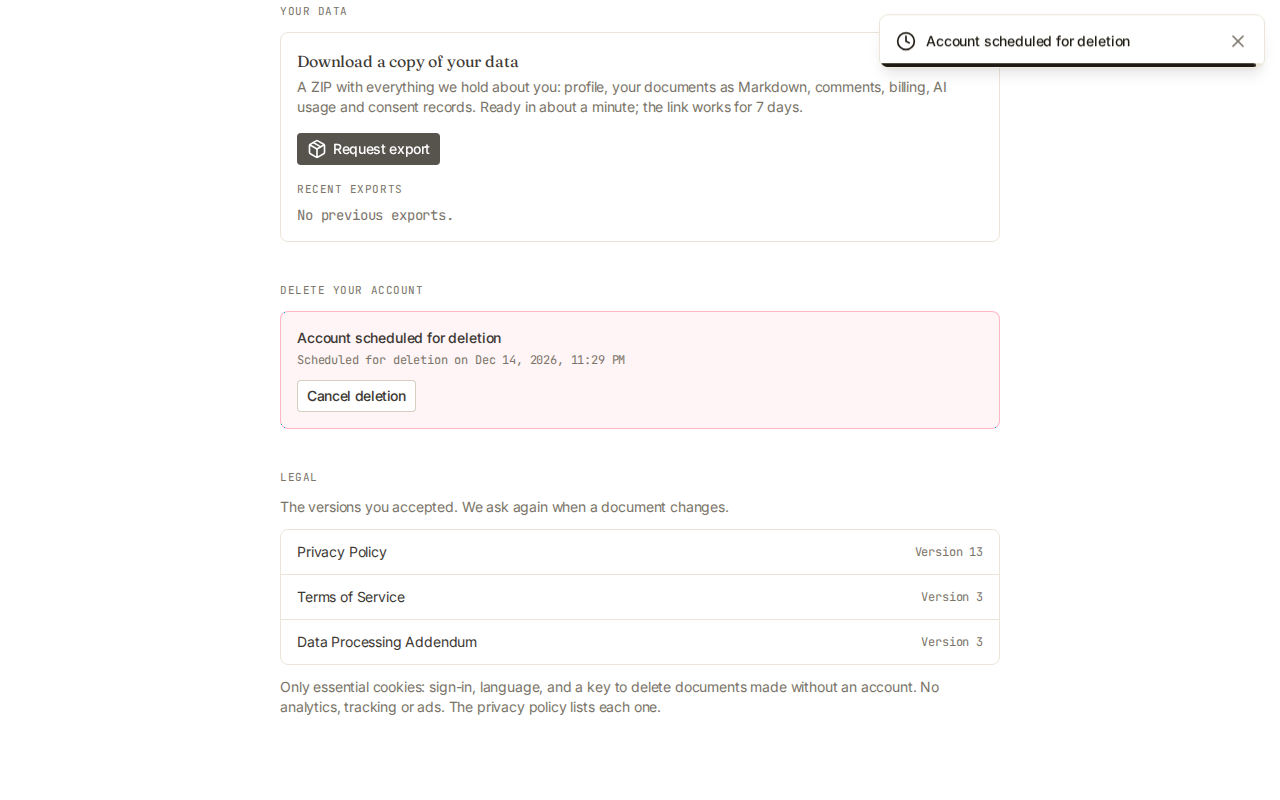 YOUR DATA
Account scheduled for deletion
Download a copy of your data
A ZIP with everything we hold about you: profile, your documents as Markdown, comments, billing, AI
usage and consent records. Ready in about a minute; the link works for 7 days.
Request export
RECENT EXPORTS
No previous exports.
DELETE YOUR ACCOUNT
Account scheduled for deletion
Scheduled for deletion on Dec 14, 2026, 11:29 PM
Cancel deletion
LEGAL
The versions you accepted. We ask again when a document changes.
Privacy Policy
Version 13
Terms of Service
Version 3
Data Processing Addendum
Version 3
Only essential cookies: sign-in, language, and a key to delete documents made without an account. No
analytics, tracking or ads. The privacy policy lists each one.